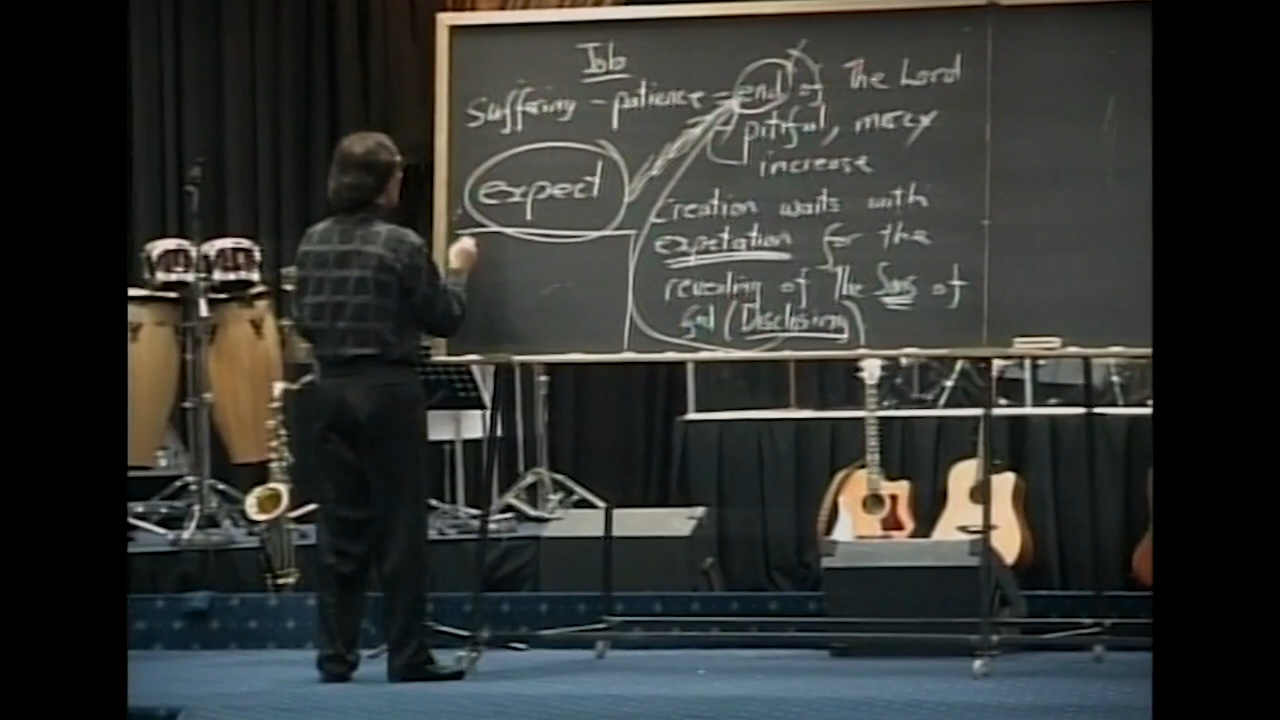 Job
Suffering - patience = end of The Lord
pitiful, mercy
increase
expect
Creation waits with
expetation for the
revealing of The Sons of
God (Disclosing)